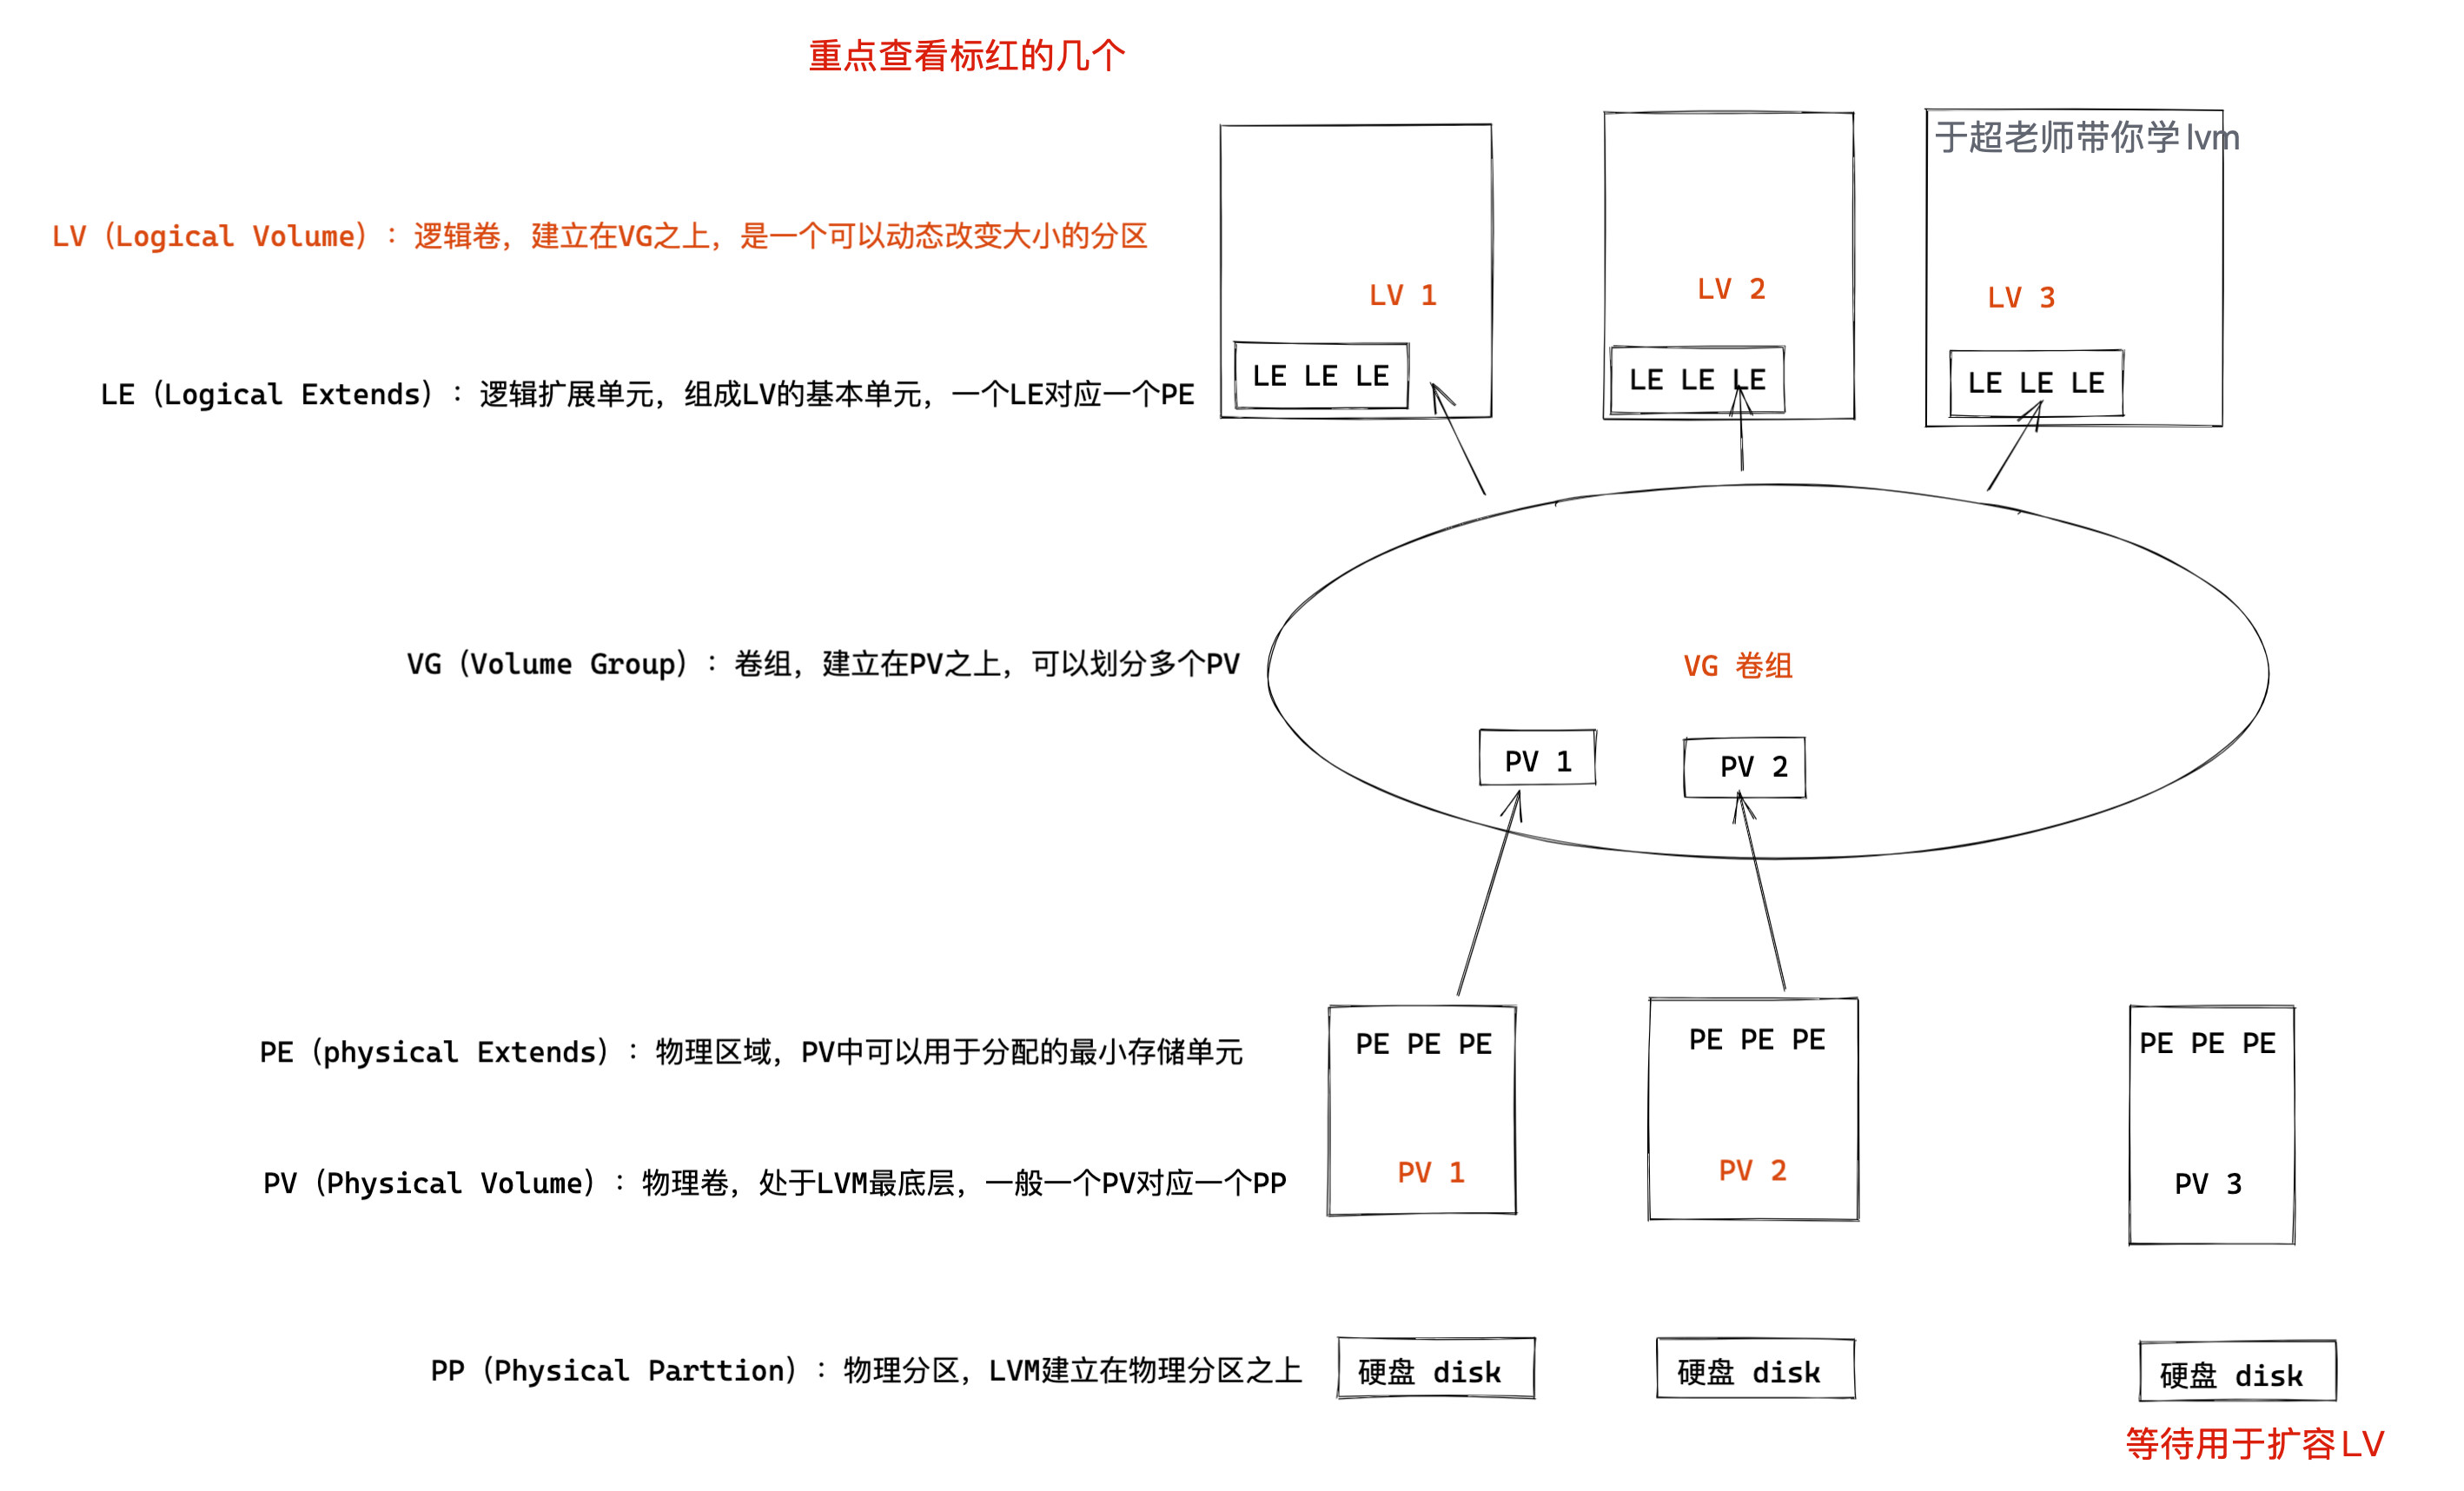 重点查看标红的几个
于超老师带你学lvm
LV（Logical Volume）：逻辑卷，建立在VG之上，是一个可以动态改变大小的分区
LV 1
LV 2
LV 3
LE（Logical Extends）：逻辑扩展单元，组成LV的基本单元，一个LE对应一个PE
LE LE LE
LE LE LE
LE LE LE
VG（Volume Group）：卷组，建立在PV之上，可以划分多个PV
VG 卷组
PV 1
PV 2
PE（physical Extends）：物理区域，PV中可以用于分配的最小存储单元
PE PE PE
PE PE PE
PE PE PE
PV（Physical Volume）：物理卷，处于LVM最底层，一般一个PV对应一个PP
PV 1
PV 2
PV 3
PP（Physical Parttion）：物理分区，LVM建立在物理分区之上
硬盘 disk
硬盘 disk
硬盘 disk
等待用于扩容LV